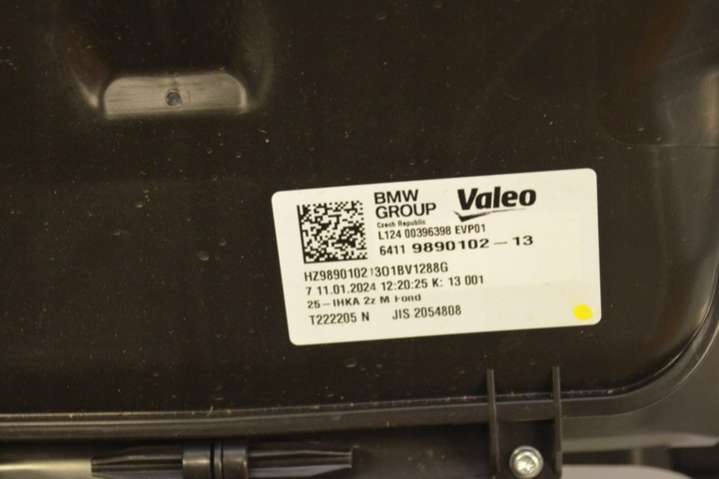 BMW
GROUP
Valeo
Czech Republic
L124 00396398 EVP01
6411 9890102-13
HZ9890102 1301BV1288G
7 11.01.2024 12:20:25 K: 13 001
25-IHKA 2z M Fond
T222205 N JIS 2054808